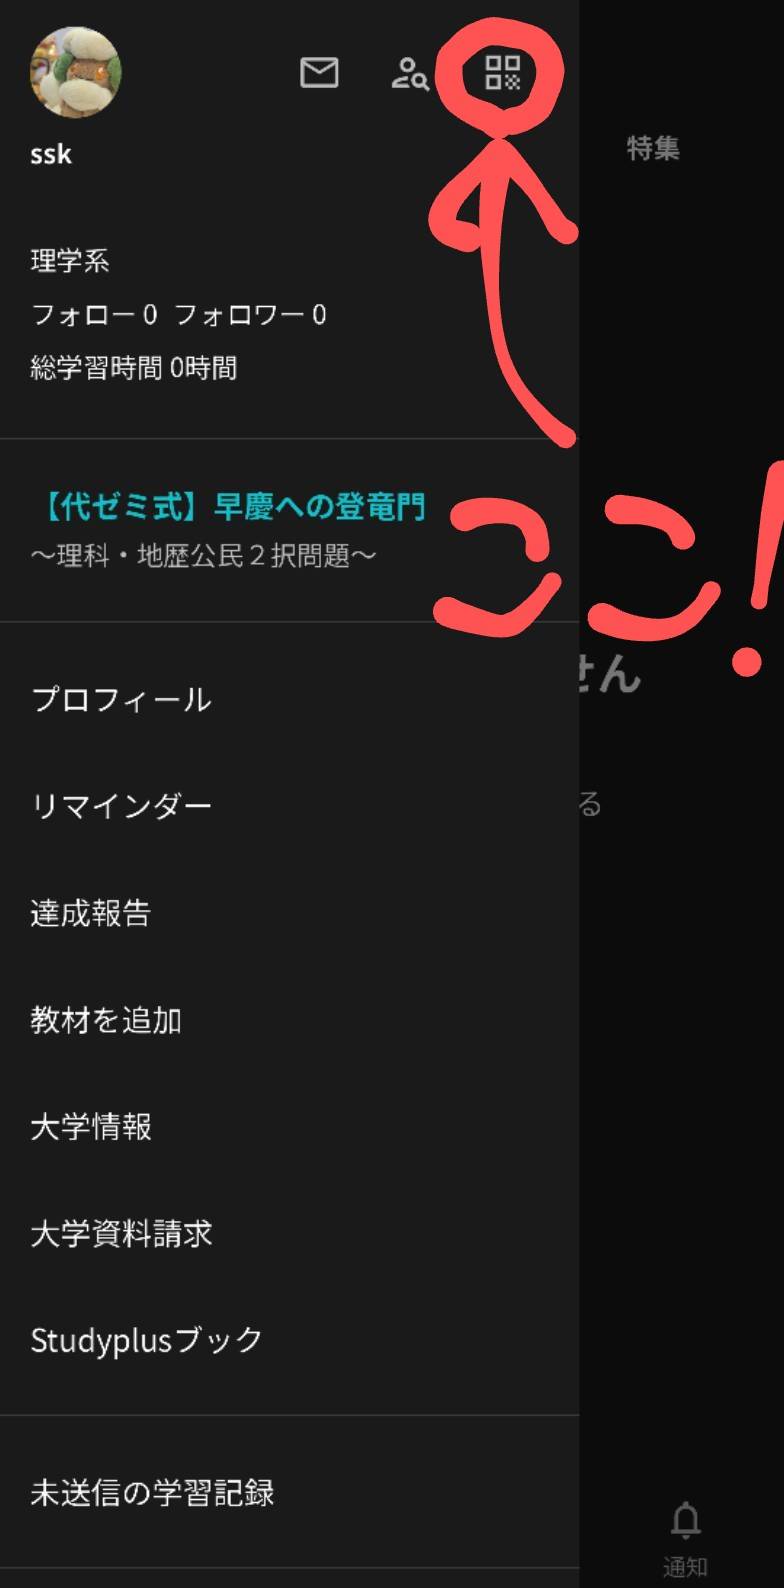 ssk
特集
理学系
フォロー 0 フォロワー 0
総学習時間 0時間
【代ゼミ式】早慶への登竜門
〜理科・地歴公民２択問題〜
ここ!
せん
プロフィール
リマインダー
る
達成報告
教材を追加
大学情報
大学資料請求
Studyplusブック
未送信の学習記録
通知